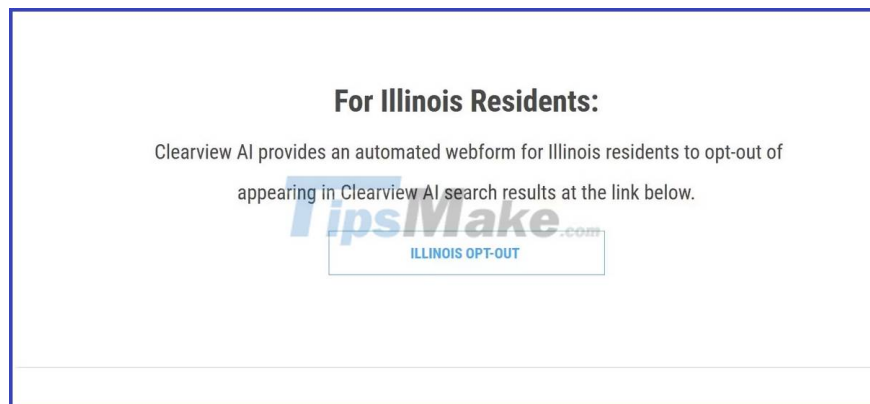 For Illinois Residents:
Clearview AI provides an automated webform for Illinois residents to opt-out of
appearing in Clearview AI search results at the link below.
TipsMake.com
ILLINOIS OPT-OUT